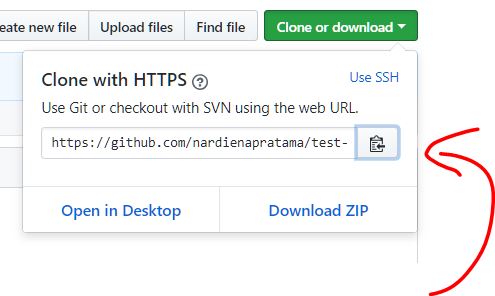 eate new file Upload files Find file Clone or download
Clone with HTTPS ? Use SSH
Use Git or checkout with SVN using the web URL.
https://github.com/nardienapratama/test-
Open in Desktop Download ZIP